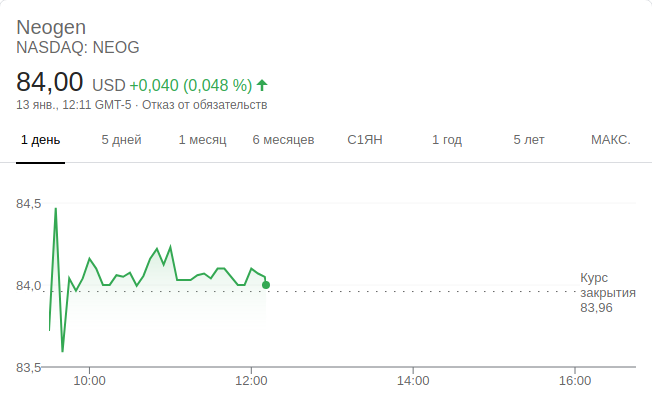 Neogen
NASDAQ: NEOG
84,00 USD +0,040 (0,048 %)
13 янв., 12:11 GMT-5 · Отказ от обязательств
1 день 5 дней 1 месяц 6 месяцев С1ЯН 1 год 5 лет МАКС.
84,5
84,0
Курс
закрытия
83,96
83,5
10:00 12:00 14:00 16:00